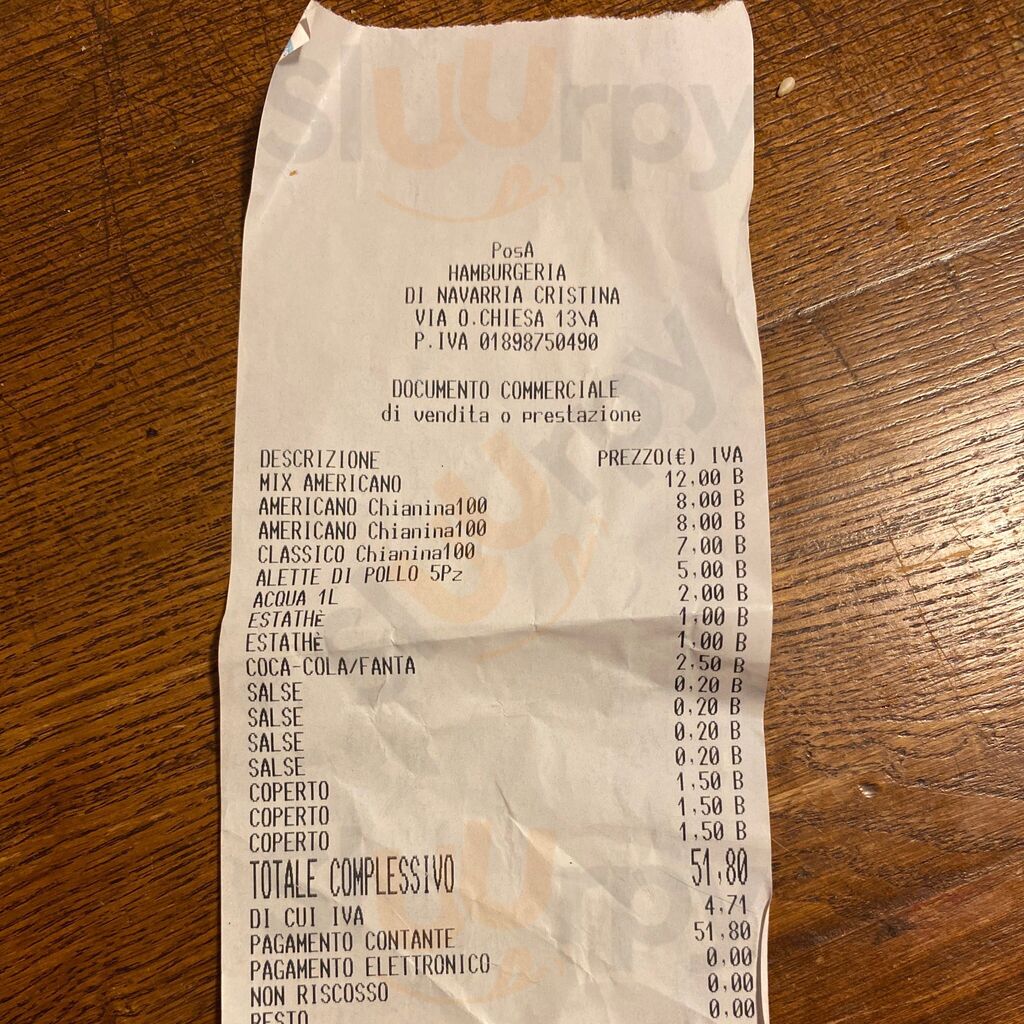 sluurpy
PosA
HAMBURGERIA
DI NAVARRIA CRISTINA
VIA O.CHIESA 13\A
P.IVA 01898750490
DOCUMENTO COMMERCIALE
di vendita o prestazione
DESCRIZIONE PREZZO(€) IVA
MIX AMERICANO 12,00 B
AMERICANO Chianina100 8,00 B
AMERICANO Chianina100 8,00 B
CLASSICO Chianina100 7,00 B
ALETTE DI POLLO 5Pz 5,00 B
ACQUA 1L 2,00 B
ESTATHÈ 1,00 B
ESTATHÈ 1,00 B
COCA-COLA/FANTA 2,50 B
SALSE 0,20 B
SALSE 0,20 B
SALSE 0,20 B
SALSE 0,20 B
COPERTO 1,50 B
COPERTO 1,50 B
COPERTO 1,50 B
TOTALE COMPLESSIVO 51,80
DI CUI IVA 4,71
PAGAMENTO CONTANTE 51,80
PAGAMENTO ELETTRONICO 0,00
NON RISCOSSO 0,00
RESTO 0,00
sluurpy
sluurpy